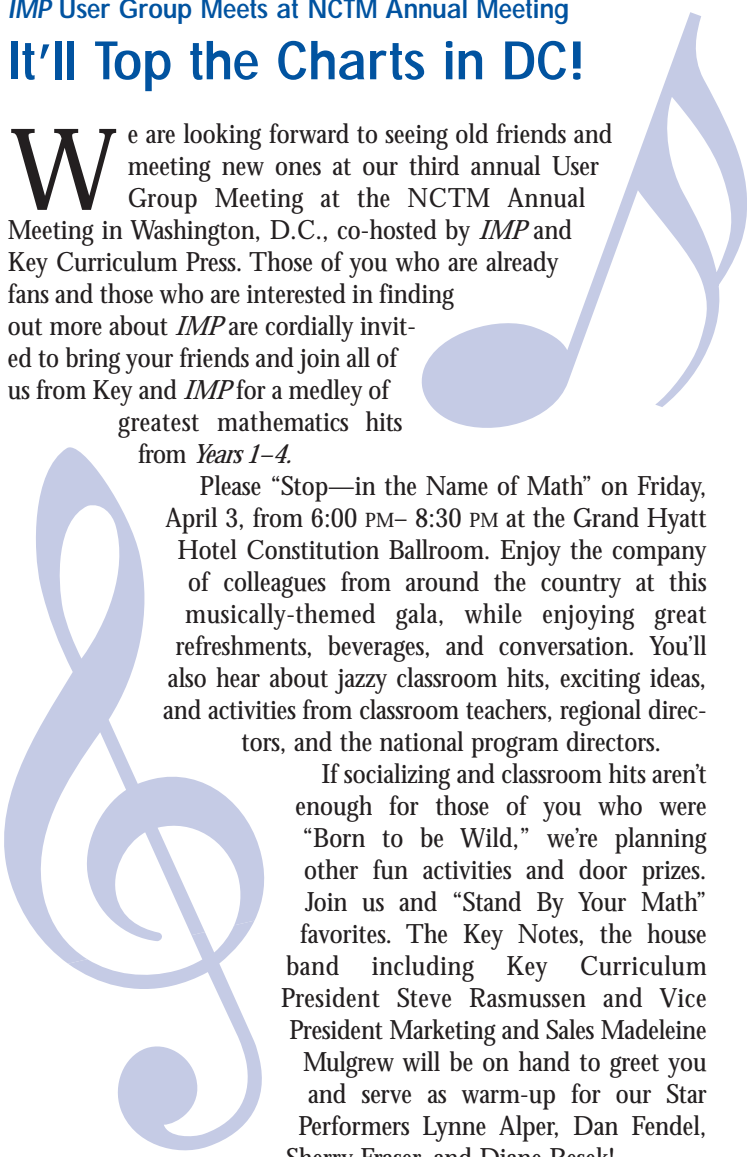 IMP User Group Meets at NCTM Annual Meeting
It'll Top the Charts in DC!
We are looking forward to seeing old friends and
meeting new ones at our third annual User
Group Meeting at the NCTM Annual
Meeting in Washington, D.C., co-hosted by IMP and
Key Curriculum Press. Those of you who are already
fans and those who are interested in finding
out more about IMP are cordially invit-
ed to bring your friends and join all of
us from Key and IMP for a medley of
greatest mathematics hits
from Years 1–4.
Please “Stop—in the Name of Math” on Friday,
April 3, from 6:00 PM– 8:30 PM at the Grand Hyatt
Hotel Constitution Ballroom. Enjoy the company
of colleagues from around the country at this
musically-themed gala, while enjoying great
refreshments, beverages, and conversation. You’ll
also hear about jazzy classroom hits, exciting ideas,
and activities from classroom teachers, regional direc-
tors, and the national program directors.
If socializing and classroom hits aren’t
enough for those of you who were
“Born to be Wild,” we’re planning
other fun activities and door prizes.
Join us and “Stand By Your Math”
favorites. The Key Notes, the house
band including Key Curriculum
President Steve Rasmussen and Vice
President Marketing and Sales Madeleine
Mulgrew will be on hand to greet you
and serve as warm-up for our Star
Performers Lynne Alper, Dan Fendel,
Sherry Fraser, and Diane Resek!